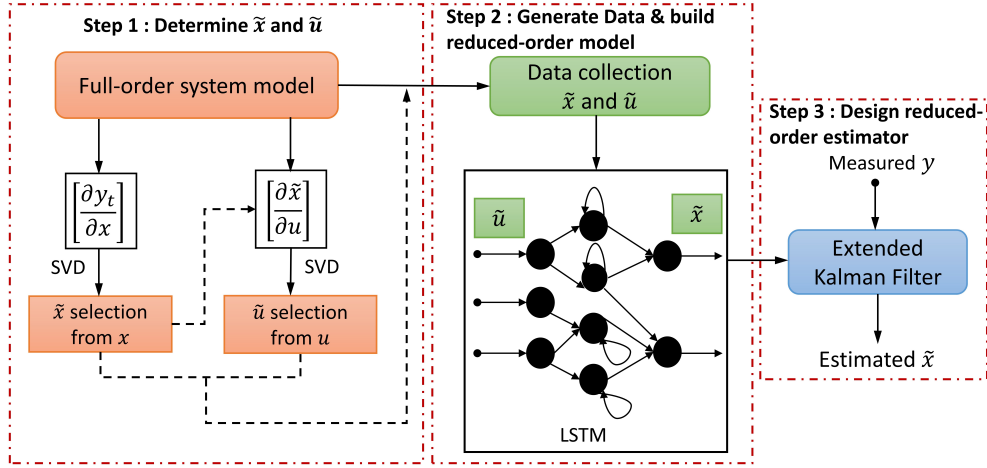 Step 1 : Determine x̃ and ũ
Full-order system model
[∂y_t/∂x]
[∂x̃/∂u]
SVD
SVD
x̃ selection
from x
ũ selection
from u
Step 2 : Generate Data & build
reduced-order model
Data collection
x̃ and ũ
ũ
x̃
LSTM
Step 3 : Design reduced-
order estimator
Measured y
Extended
Kalman Filter
Estimated x̃